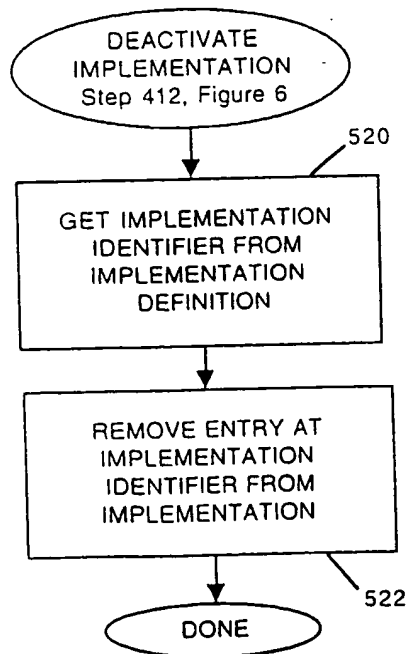 DEACTIVATE
IMPLEMENTATION
Step 412, Figure 6
520
GET IMPLEMENTATION
IDENTIFIER FROM
IMPLEMENTATION
DEFINITION
REMOVE ENTRY AT
IMPLEMENTATION
IDENTIFIER FROM
IMPLEMENTATION
522
DONE